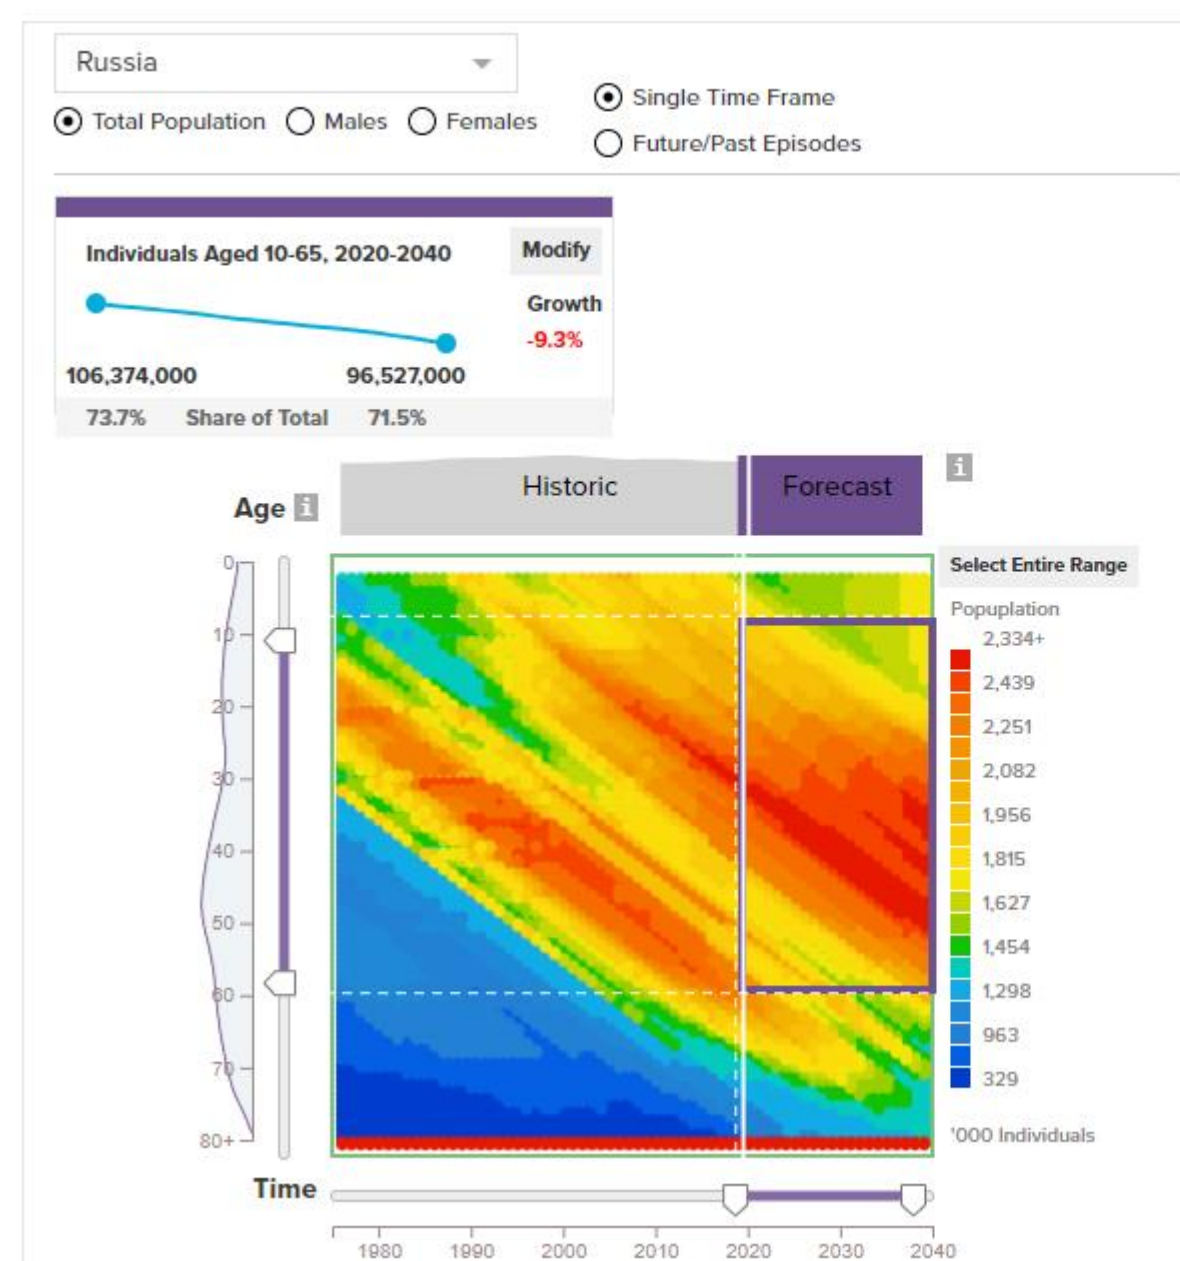 Russia
Total Population Males Females
Single Time Frame
Future/Past Episodes
Individuals Aged 10-65, 2020-2040
Modify
Growth
-9.3%
106,374,000 96,527,000
73.7% Share of Total 71.5%
Historic Forecast
i
Age i
Select Entire Range
Popuplation
2,334+
2,439
2,251
2,082
1,956
1,815
1,627
1,454
1,298
963
329
'000 Individuals
0
10
20
30
40
50
60
70
80+
Time
1980 1990 2000 2010 2020 2030 2040